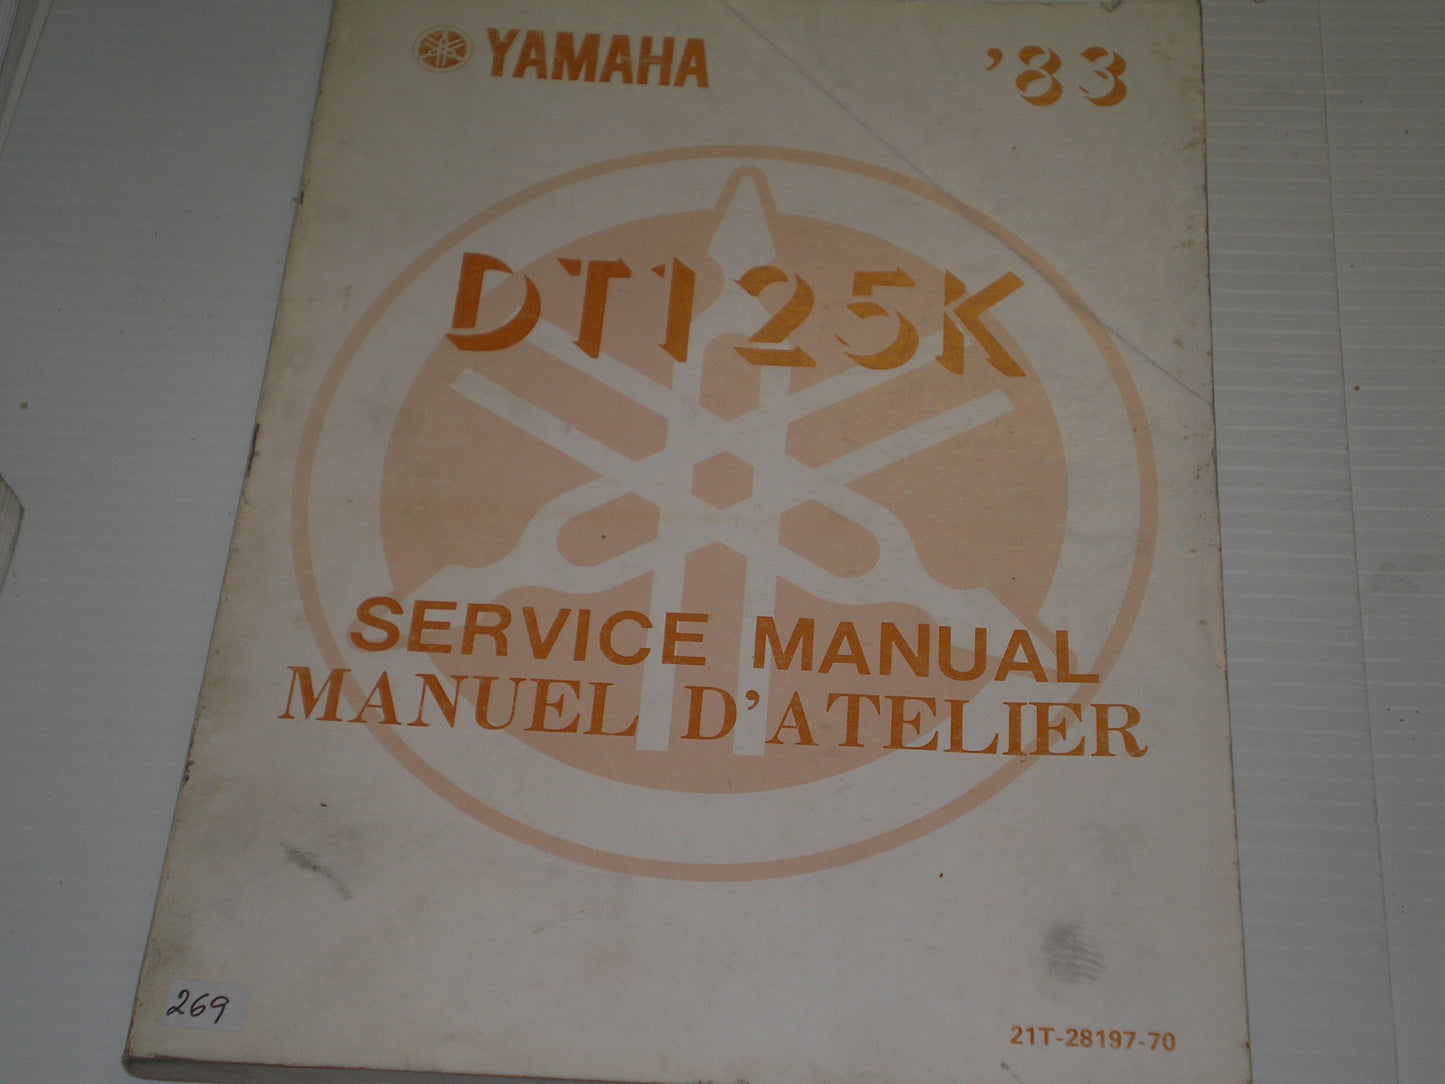 YAMAHA '83
DT125K
SERVICE MANUAL
MANUEL D'ATELIER
269
21T-28197-70